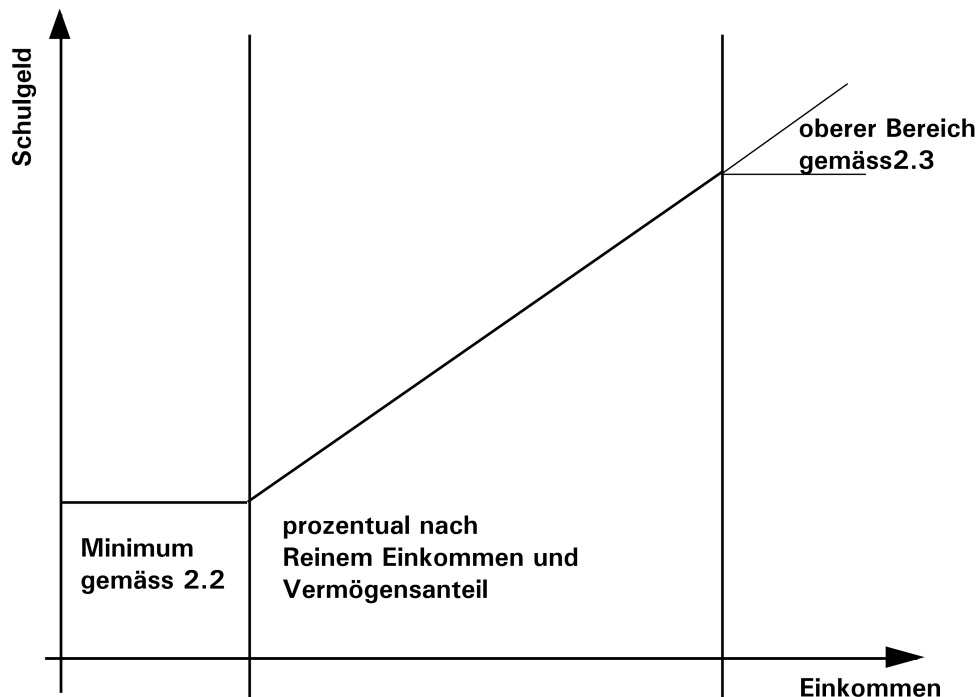 Schulgeld
oberer Bereich
gemäss2.3
prozentual nach
Reinem Einkommen und
Vermögensanteil
Minimum
gemäss 2.2
Einkommen